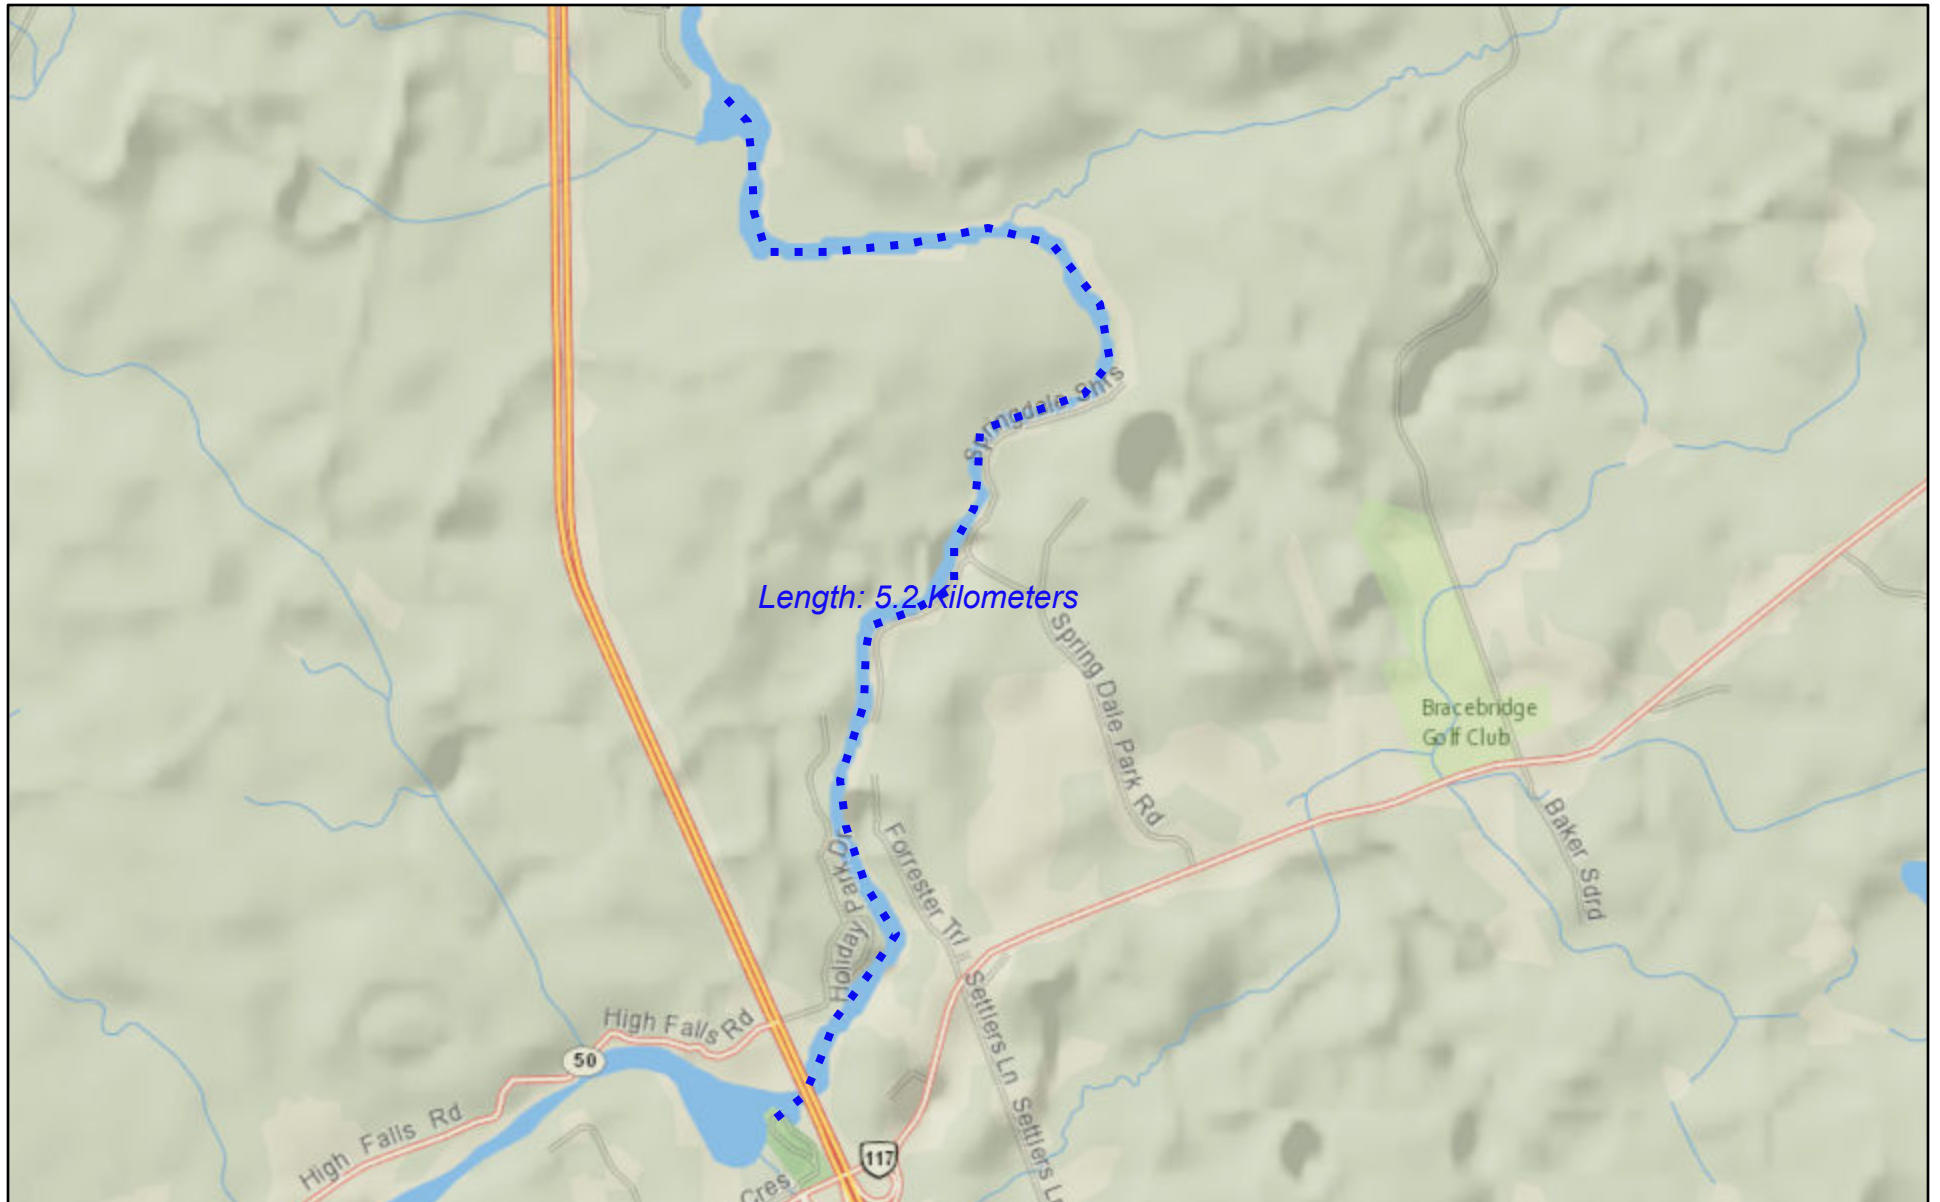 Springdale Shrs
Length: 5.2 Kilometers
Spring Dale Park Rd
Bracebridge
Golf Club
Baker Sdrd
Forrester Trl
Holiday Park Dr
Settlers Ln
Settlers Ln
High Falls Rd
50
High Falls Rd
117
Cres